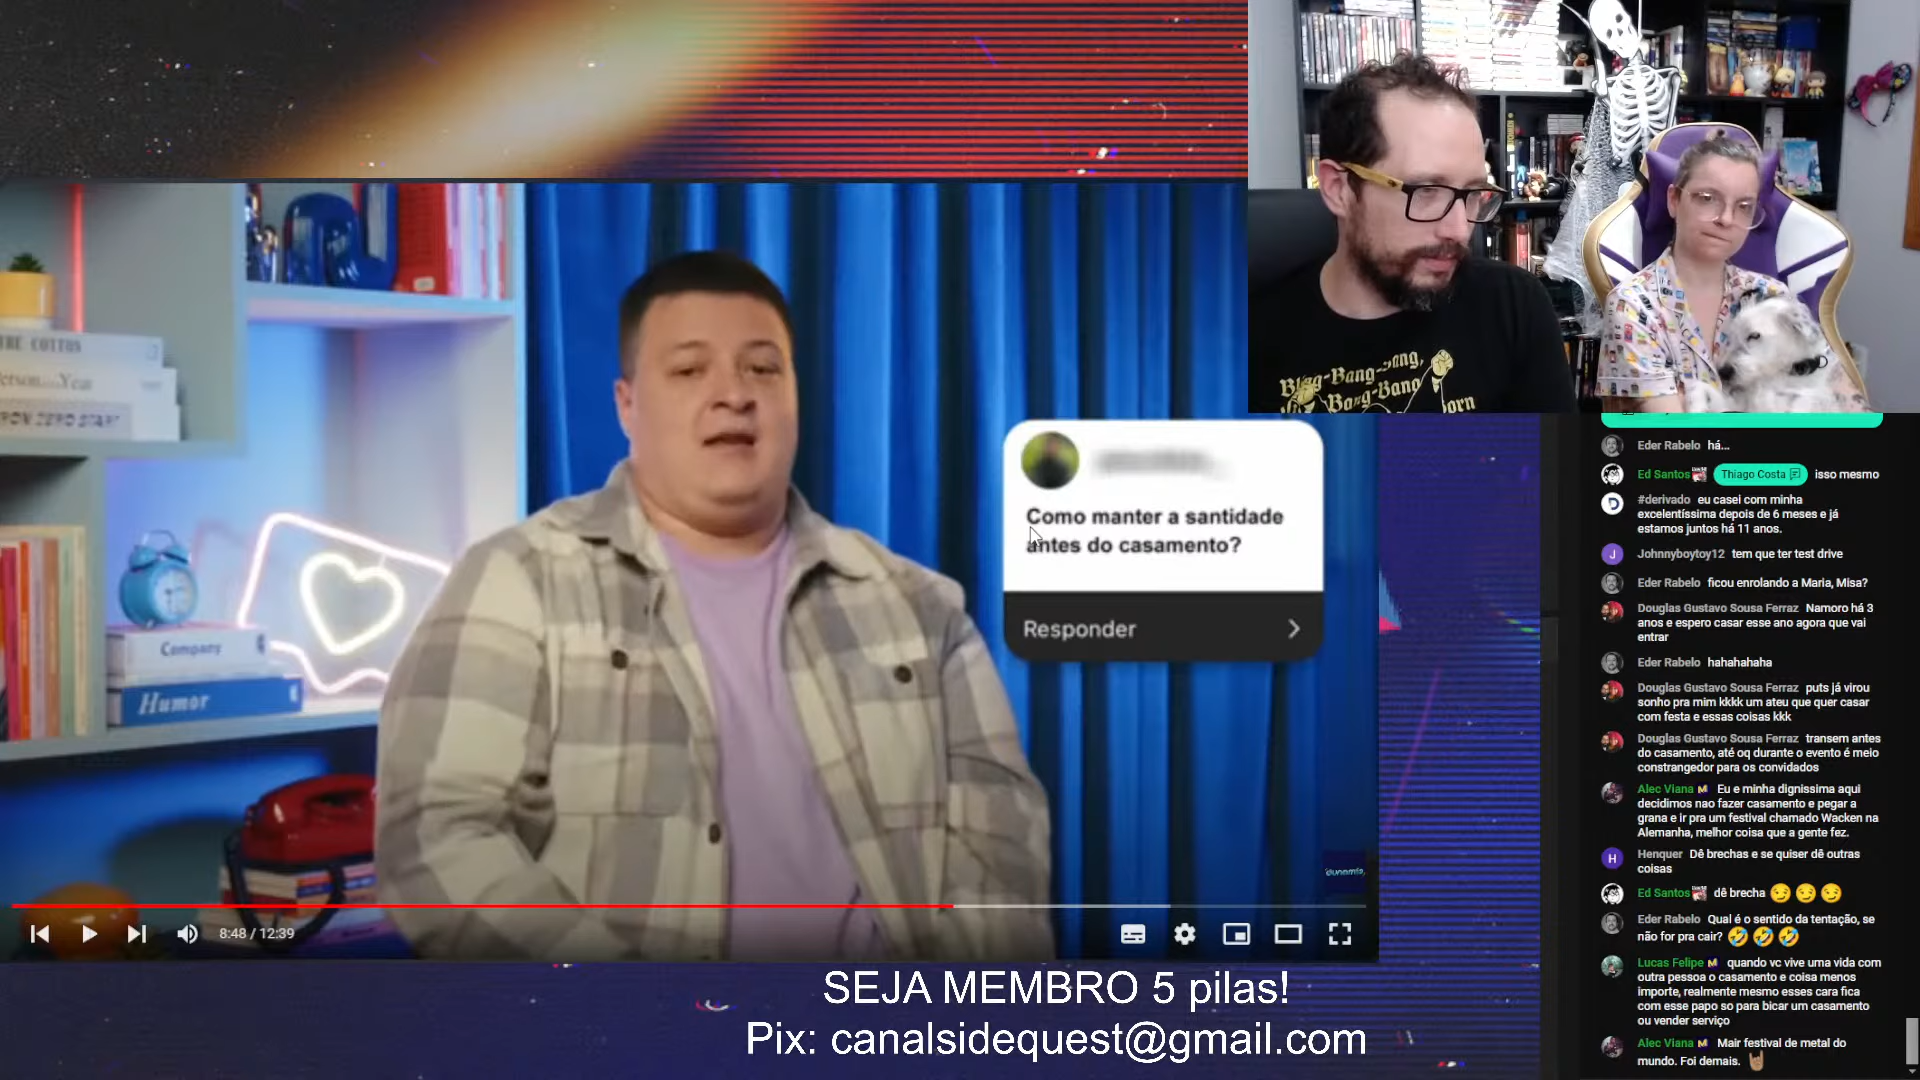 Como manter a santidade
antes do casamento?
Responder
Company
Humor
dunamis
8:48 / 12:39
SEJA MEMBRO 5 pilas!
Pix: canalsidequest@gmail.com
Bang-Bang,
Bang-Bang
Eder Rabelo há...
Ed Santos Thiago Costa isso mesmo
#derivado eu casei com minha
excelentíssima depois de 6 meses e já
estamos juntos há 11 anos.
Johnnyboytoy12 tem que ter test drive
Eder Rabelo ficou enrolando a Maria, Misa?
Douglas Gustavo Sousa Ferraz Namoro há 3
anos e espero casar esse ano agora que vai
entrar
Eder Rabelo hahahahaha
Douglas Gustavo Sousa Ferraz puts já virou
sonho pra mim kkkk um ateu que quer casar
com festa e essas coisas kkk
Douglas Gustavo Sousa Ferraz transem antes
do casamento, até oq durante o evento é meio
constrangedor para os convidados
Alec Viana Eu e minha dignissima aqui
decidimos nao fazer casamento e pegar a
grana e ir pra um festival chamado Wacken na
Alemanha, melhor coisa que a gente fez.
Henquer Dê brechas e se quiser dê outras
coisas
Ed Santos dê brecha 😏😏😏
Eder Rabelo Qual é o sentido da tentação, se
não for pra cair? 🤣🤣🤣
Lucas Felipe quando vc vive uma vida com
outra pessoa o casamento e coisa menos
importe, realmente mesmo esses cara fica
com esse papo so para bicar um casamento
ou vender serviço
Alec Viana Mair festival de metal do
mundo. Foi demais. 🤘🏽